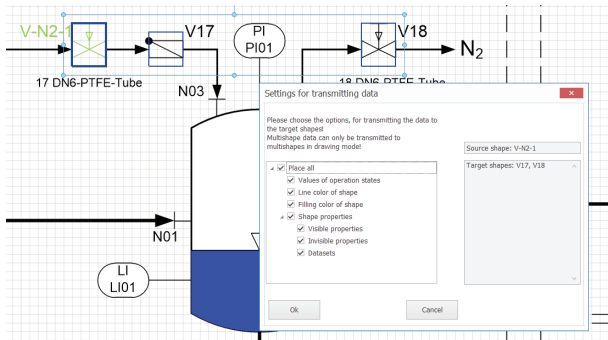 V-N2-1
V17
PI
PI01
V18
N2
17 DN6-PTFE-Tube
18 DN6-PTFE-Tube
N03
Settings for transmitting data
Please choose the options, for transmitting the data to
the target shapes!
Multishape data can only be transmitted to
multishapes in drawing mode!
Source shape: V-N2-1
Place all
Values of operation states
Line color of shape
Filling color of shape
Shape properties
Visible properties
Invisible properties
Datasets
Target shapes: V17, V18
N01
LI
LI01
Ok
Cancel